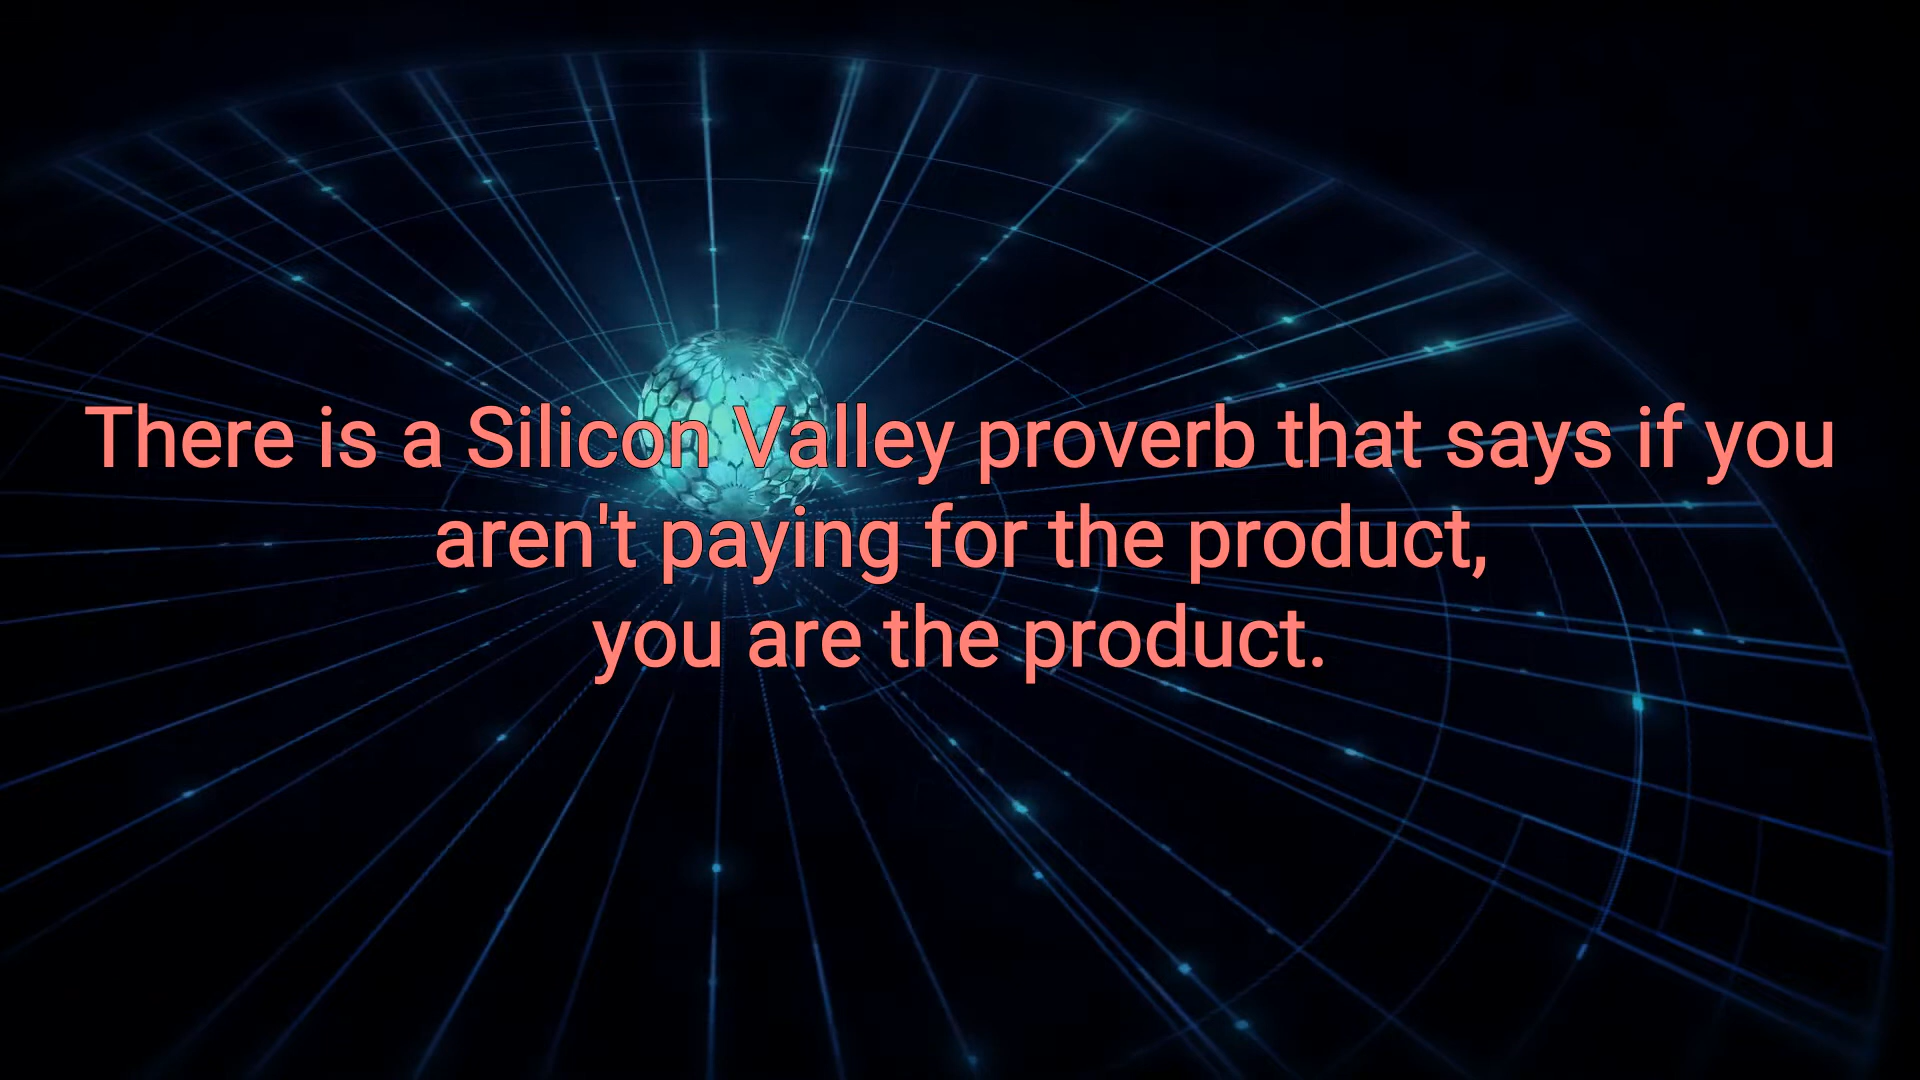 There is a Silicon Valley proverb that says if you
aren't paying for the product,
you are the product.